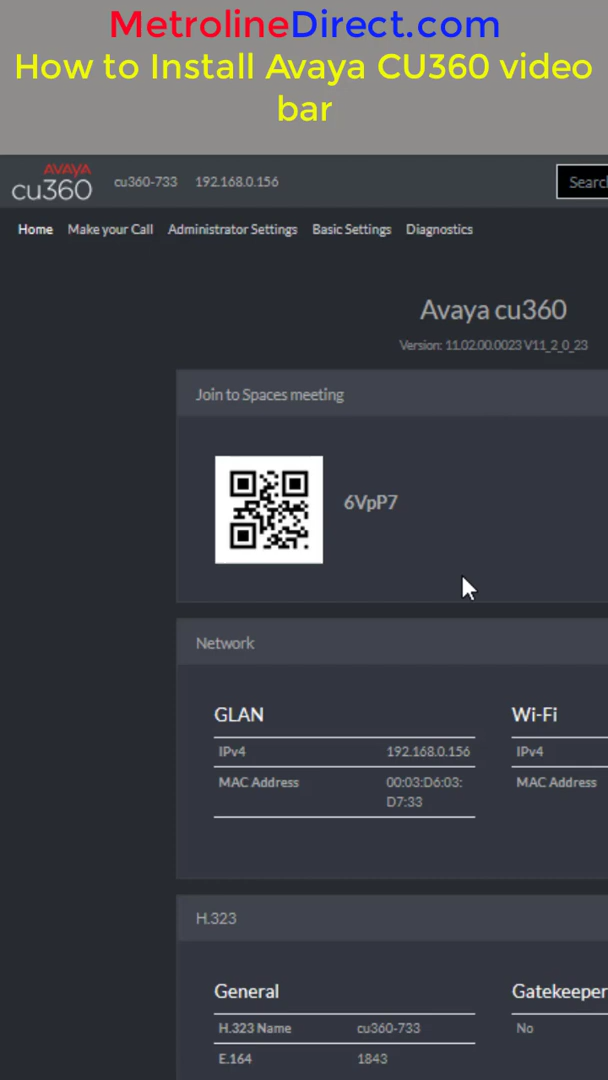 MetrolineDirect.com
How to Install Avaya CU360 video
bar
AVAYA
cu360
cu360-733 192.168.0.156
Search
Home Make your Call Administrator Settings Basic Settings Diagnostics
Avaya cu360
Version: 11.02.00.0023 V11_2_0_23
Join to Spaces meeting
6VpP7
Network
GLAN Wi-Fi
IPv4 192.168.0.156 IPv4
MAC Address 00:03:D6:03: MAC Address
D7:33
H.323
General Gatekeeper
H.323 Name cu360-733 No
E.164 1843